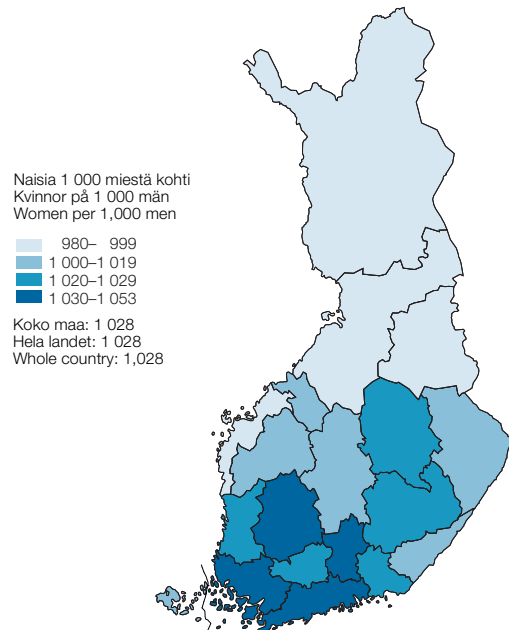 Naisia 1 000 miestä kohti
Kvinnor på 1 000 män
Women per 1,000 men
980– 999
1 000–1 019
1 020–1 029
1 030–1 053
Koko maa: 1 028
Hela landet: 1 028
Whole country: 1,028